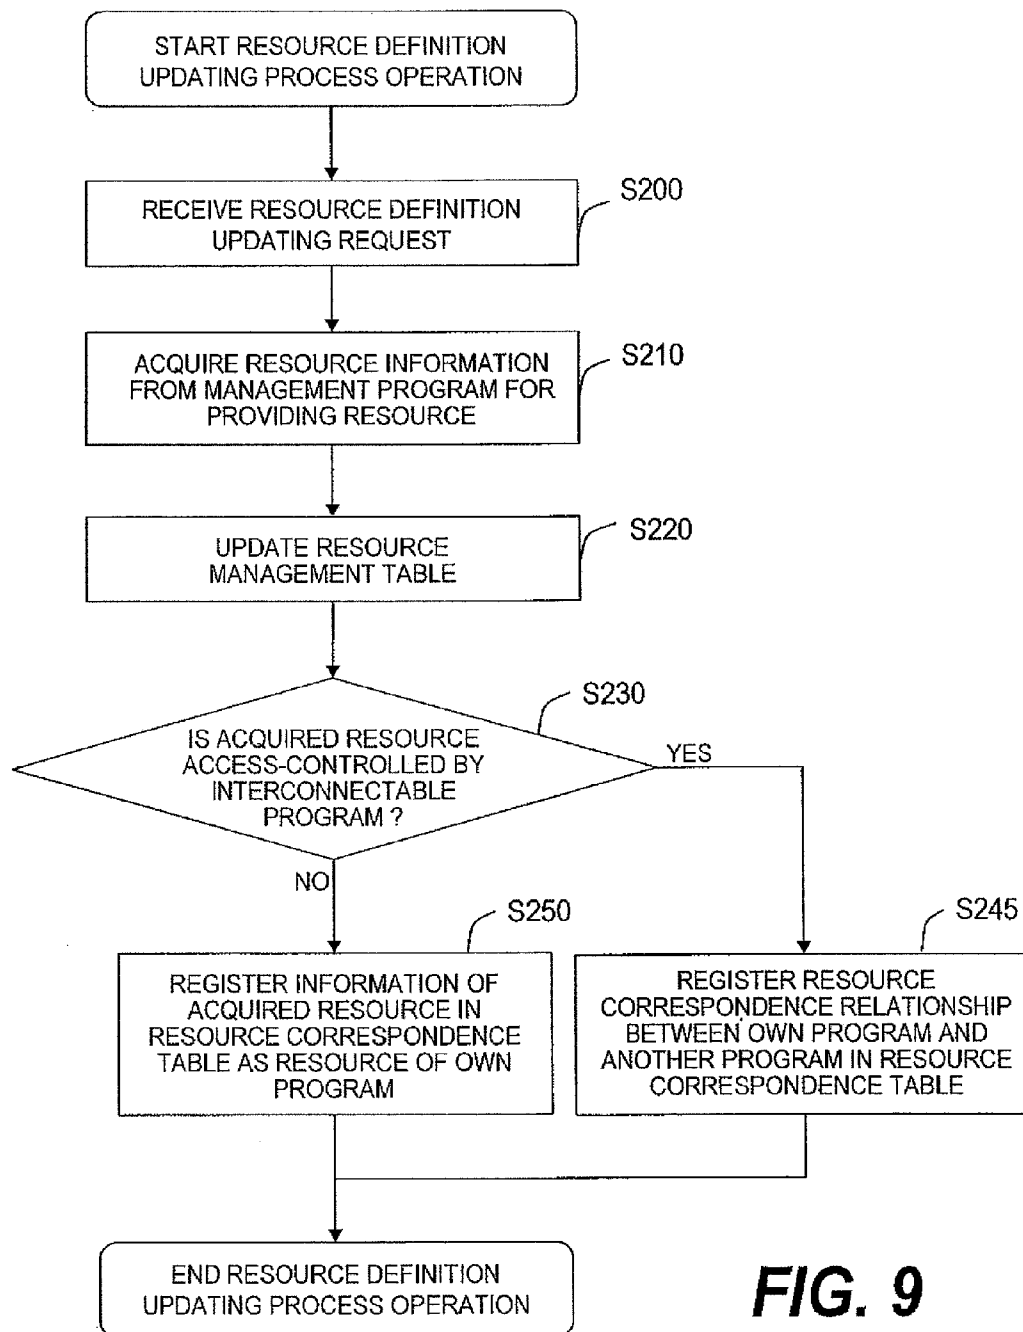 START RESOURCE DEFINITION
UPDATING PROCESS OPERATION
S200
RECEIVE RESOURCE DEFINITION
UPDATING REQUEST
S210
ACQUIRE RESOURCE INFORMATION
FROM MANAGEMENT PROGRAM FOR
PROVIDING RESOURCE
S220
UPDATE RESOURCE
MANAGEMENT TABLE
S230
IS ACQUIRED RESOURCE
ACCESS-CONTROLLED BY
INTERCONNECTABLE
PROGRAM ?
YES
NO
S250
REGISTER INFORMATION OF
ACQUIRED RESOURCE IN
RESOURCE CORRESPONDENCE
TABLE AS RESOURCE OF OWN
PROGRAM
S245
REGISTER RESOURCE
CORRESPONDENCE RELATIONSHIP
BETWEEN OWN PROGRAM AND
ANOTHER PROGRAM IN RESOURCE
CORRESPONDENCE TABLE
END RESOURCE DEFINITION
UPDATING PROCESS OPERATION
FIG. 9